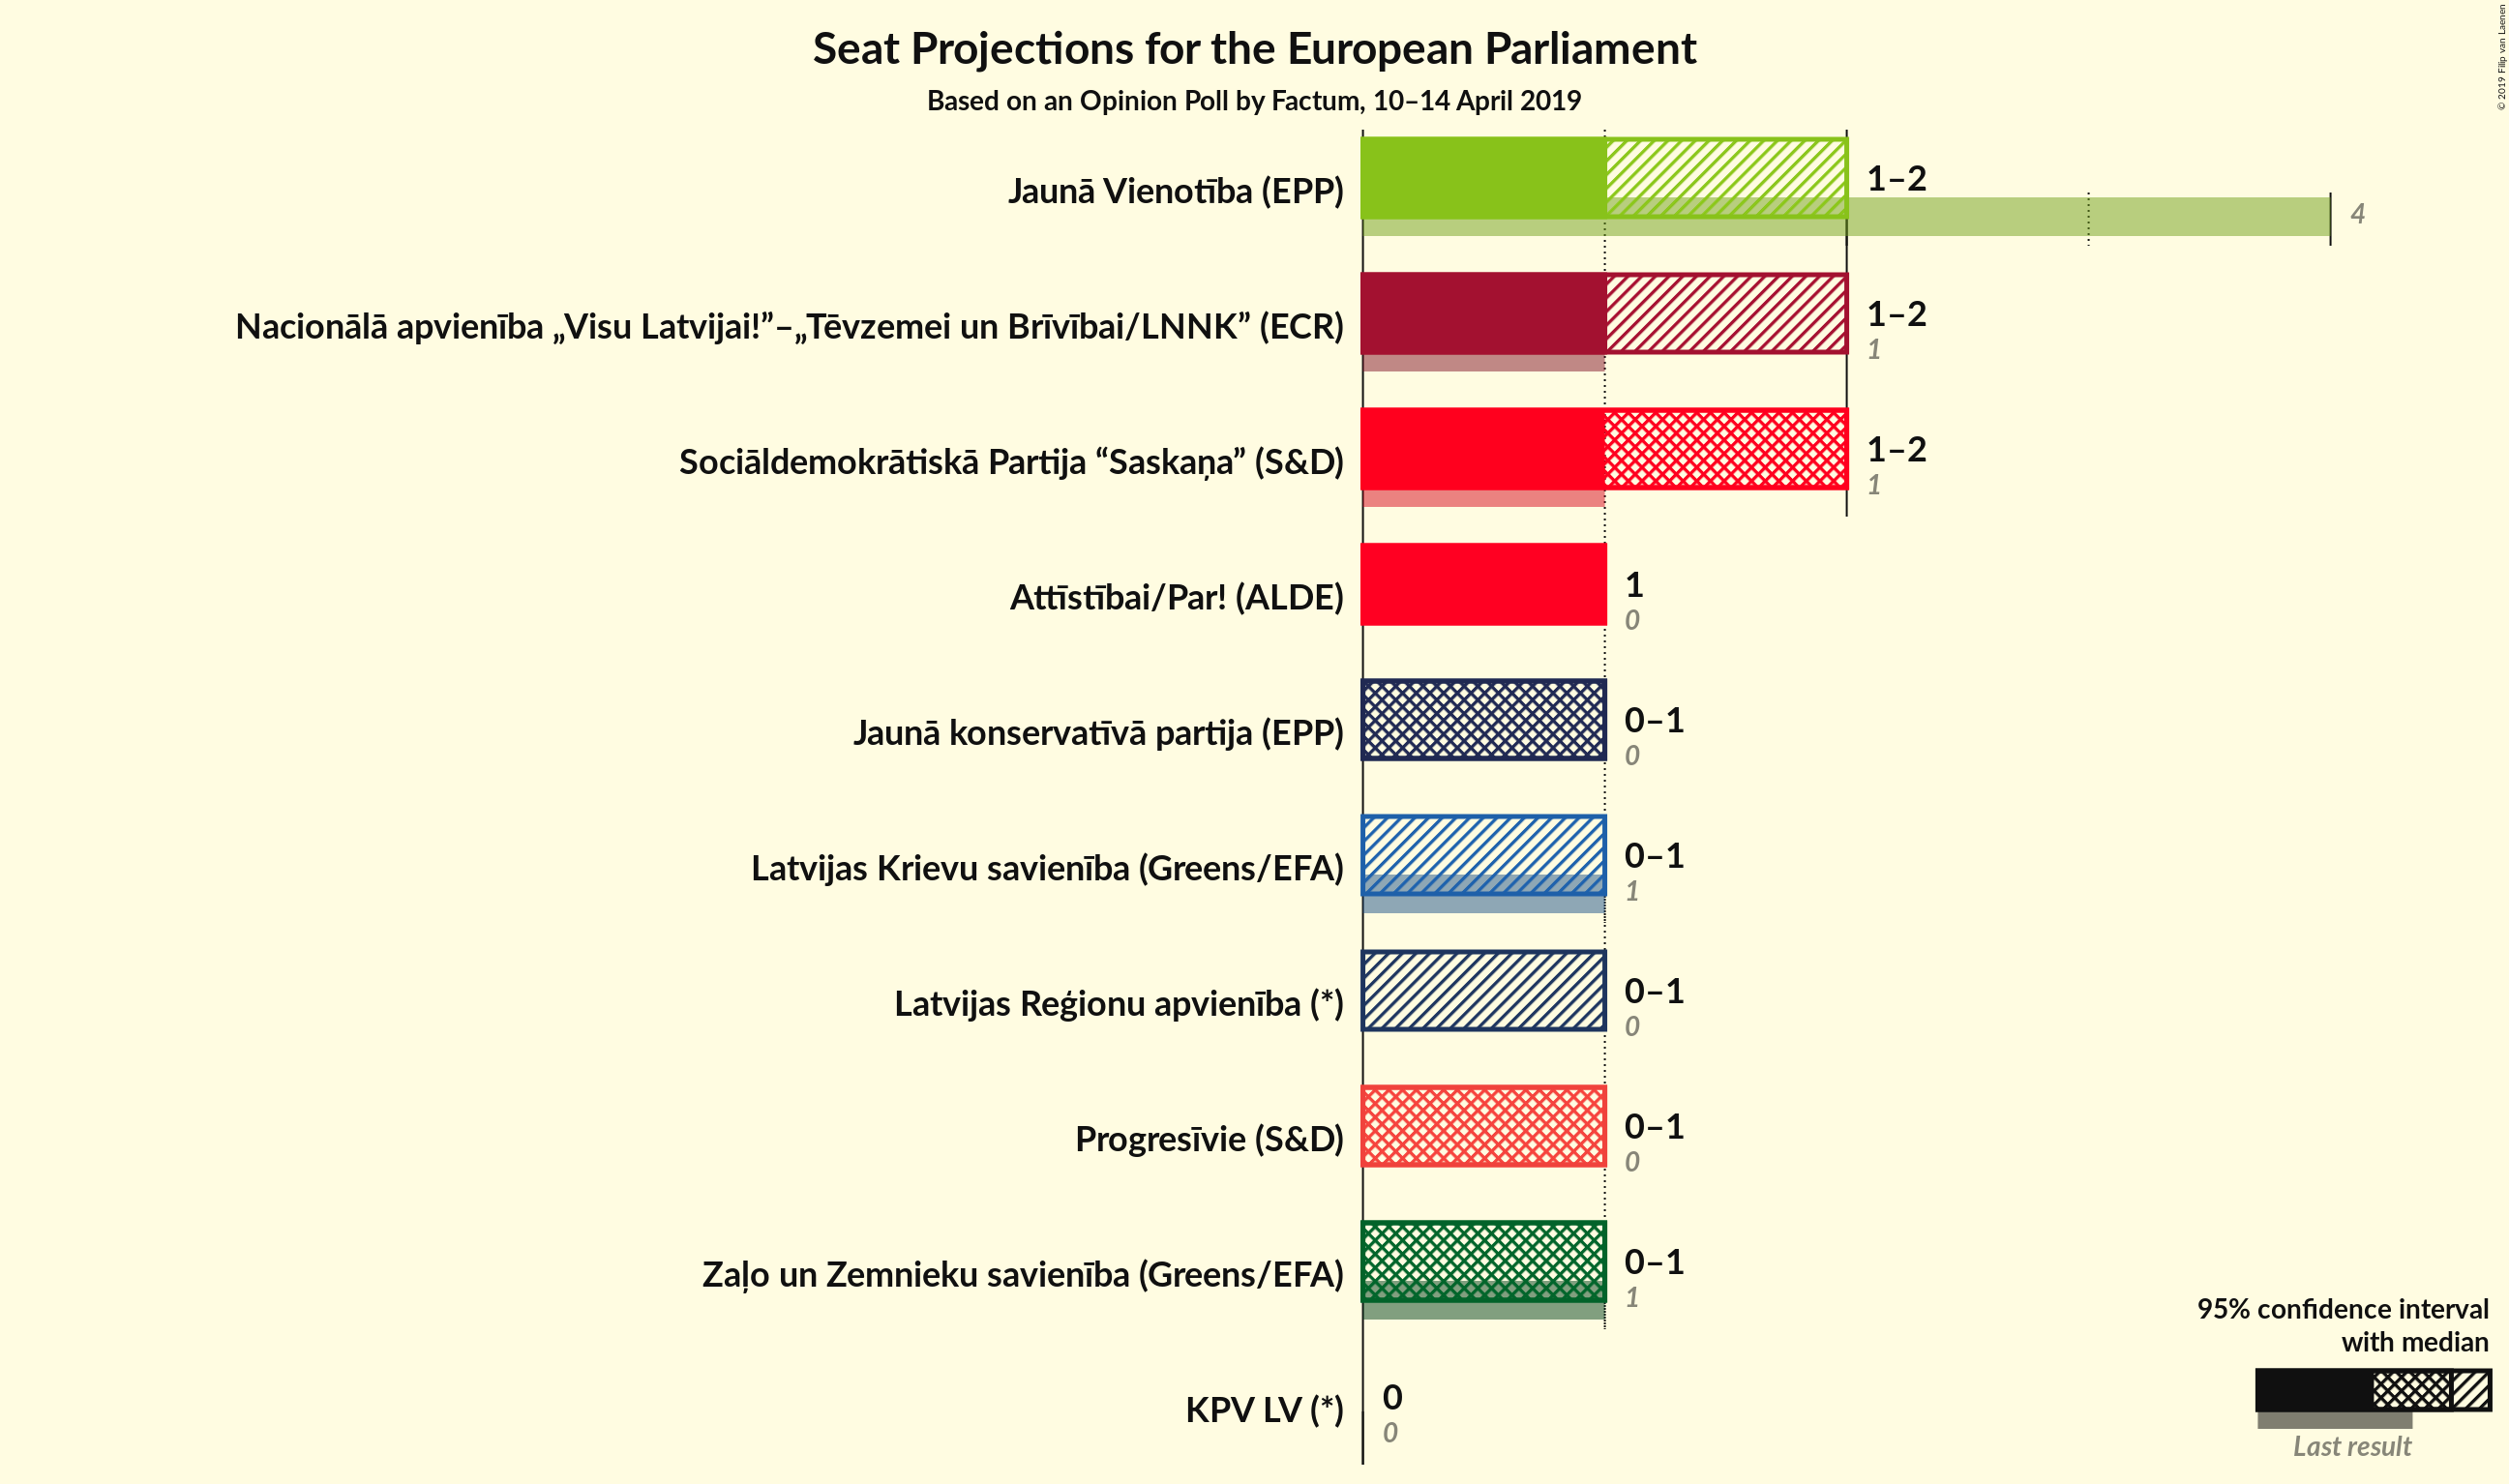 Seat Projections for the European Parliament
Based on an Opinion Poll by Factum, 10–14 April 2019
© 2019 Filip van Laenen
Jaunā Vienotība (EPP)
1–2
4
Nacionālā apvienība „Visu Latvijai!”–„Tēvzemei un Brīvībai/LNNK” (ECR)
1–2
1
Sociāldemokrātiskā Partija “Saskaņa” (S&D)
1–2
1
Attīstībai/Par! (ALDE)
1
0
Jaunā konservatīvā partija (EPP)
0–1
0
Latvijas Krievu savienība (Greens/EFA)
0–1
1
Latvijas Reģionu apvienība (*)
0–1
0
Progresīvie (S&D)
0–1
0
Zaļo un Zemnieku savienība (Greens/EFA)
0–1
1
KPV LV (*)
0
0
95% confidence interval
with median
Last result